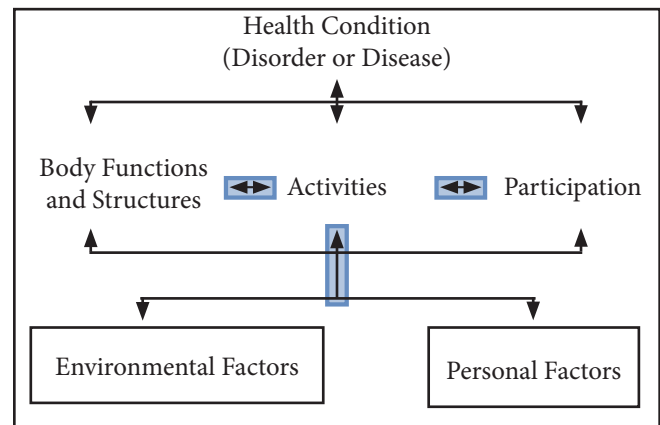 Health Condition
(Disorder or Disease)
Body Functions
and Structures
Activities
Participation
Environmental Factors
Personal Factors